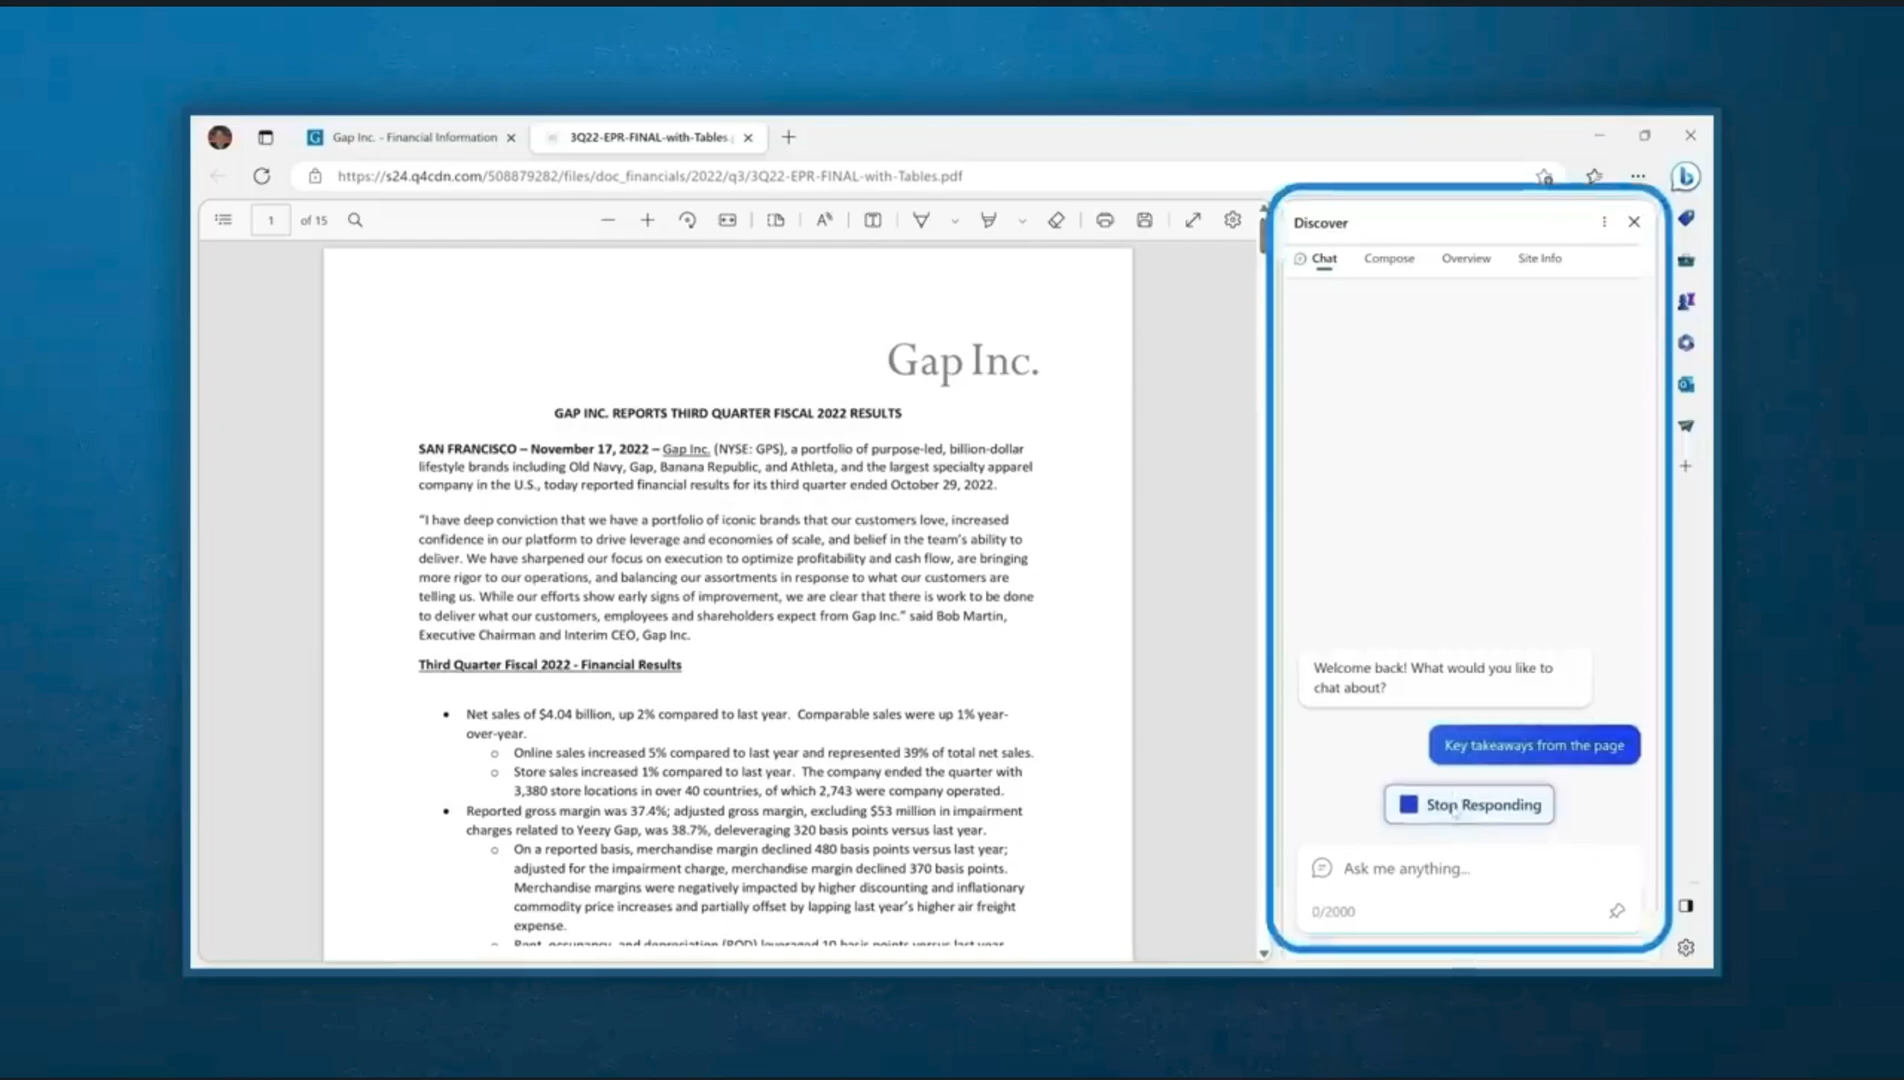 Gap Inc. - Financial Information
3Q22-EPR-FINAL-with-Tables.
https://s24.q4cdn.com/508879282/files/doc_financials/2022/q3/3Q22-EPR-FINAL-with-Tables.pdf
1 of 15
Gap Inc.
GAP INC. REPORTS THIRD QUARTER FISCAL 2022 RESULTS
SAN FRANCISCO – November 17, 2022 – Gap Inc. (NYSE: GPS), a portfolio of purpose-led, billion-dollar
lifestyle brands including Old Navy, Gap, Banana Republic, and Athleta, and the largest specialty apparel
company in the U.S., today reported financial results for its third quarter ended October 29, 2022.
"I have deep conviction that we have a portfolio of iconic brands that our customers love, increased
confidence in our platform to drive leverage and economies of scale, and belief in the team's ability to
deliver. We have sharpened our focus on execution to optimize profitability and cash flow, are bringing
more rigor to our operations, and balancing our assortments in response to what our customers are
telling us. While our efforts show early signs of improvement, we are clear that there is work to be done
to deliver what our customers, employees and shareholders expect from Gap Inc." said Bob Martin,
Executive Chairman and Interim CEO, Gap Inc.
Third Quarter Fiscal 2022 - Financial Results
• Net sales of $4.04 billion, up 2% compared to last year. Comparable sales were up 1% year-
over-year.
o Online sales increased 5% compared to last year and represented 39% of total net sales.
o Store sales increased 1% compared to last year. The company ended the quarter with
3,380 store locations in over 40 countries, of which 2,743 were company operated.
• Reported gross margin was 37.4%; adjusted gross margin, excluding $53 million in impairment
charges related to Yeezy Gap, was 38.7%, deleveraging 320 basis points versus last year.
o On a reported basis, merchandise margin declined 480 basis points versus last year;
adjusted for the impairment charge, merchandise margin declined 370 basis points.
Merchandise margins were negatively impacted by higher discounting and inflationary
commodity price increases and partially offset by lapping last year's higher air freight
expense.
o Rent, occupancy, and depreciation (ROD) leveraged 10 basis points versus last year
Discover
Chat Compose Overview Site Info
Welcome back! What would you like to
chat about?
Key takeaways from the page
Stop Responding
Ask me anything...
0/2000